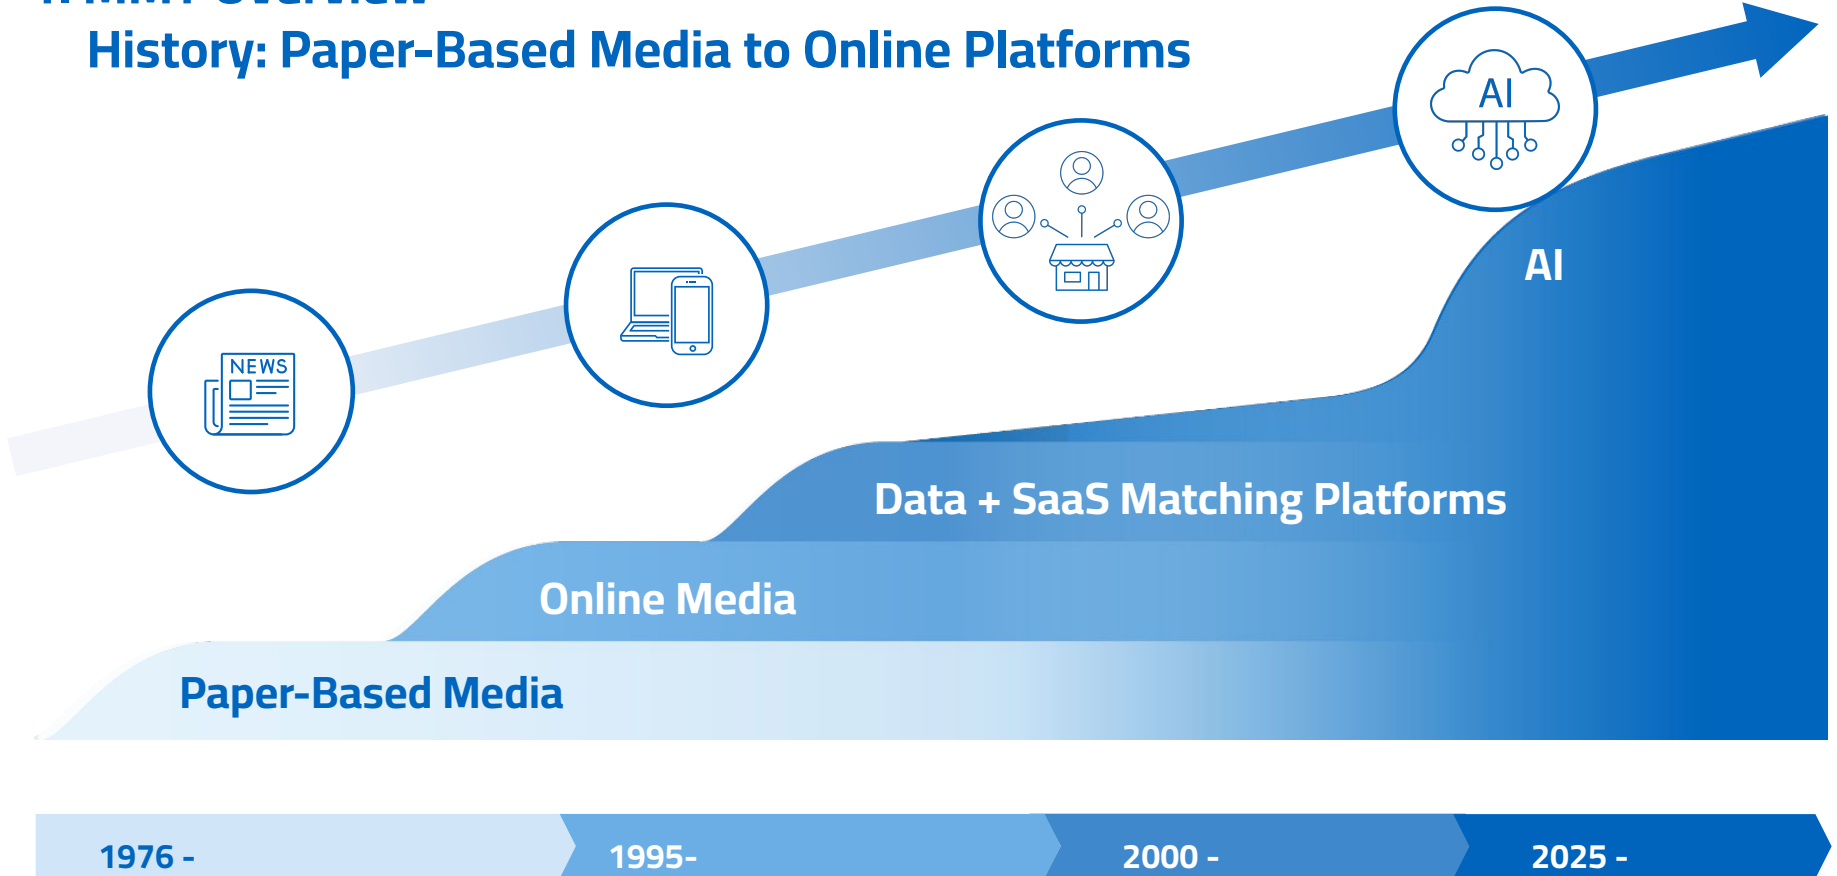 History: Paper-Based Media to Online Platforms
AI
NEWS
AI
Data + SaaS Matching Platforms
Online Media
Paper-Based Media
1976 -
1995-
2000 -
2025 -